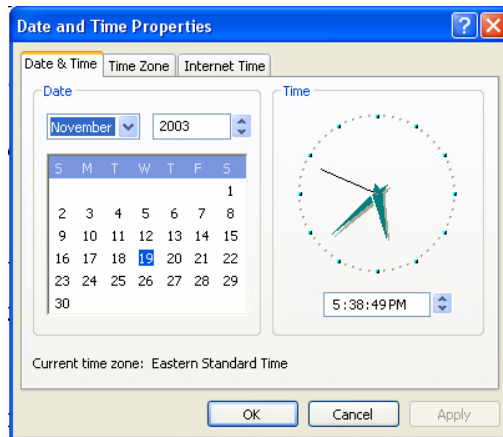 Date and Time Properties
Date & Time Time Zone Internet Time
Date
November 2003
S M T W T F S
1
2 3 4 5 6 7 8
9 10 11 12 13 14 15
16 17 18 19 20 21 22
23 24 25 26 27 28 29
30
Time
5:38:49 PM
Current time zone: Eastern Standard Time
OK Cancel Apply